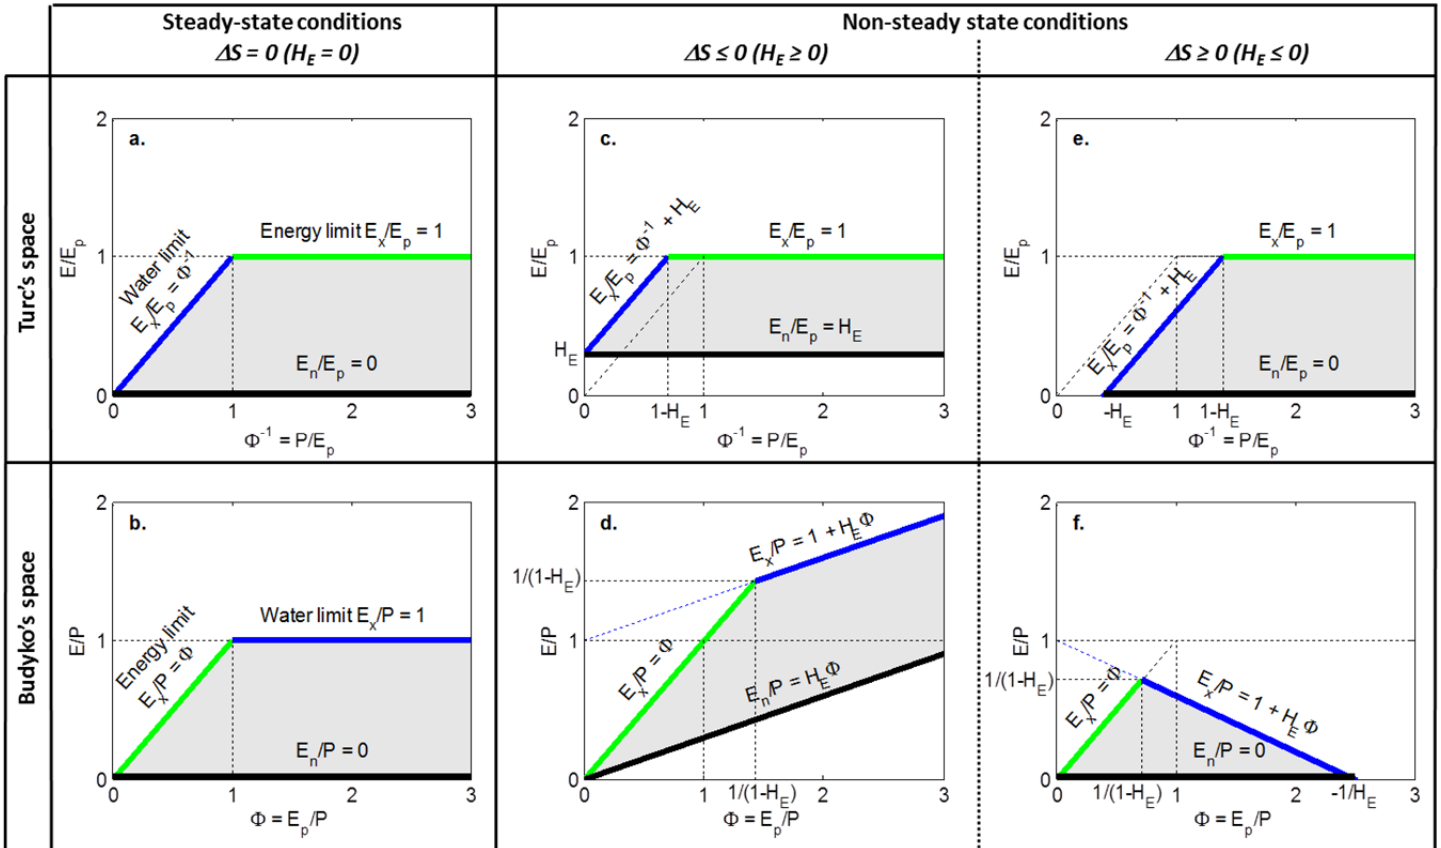 Steady-state conditions
ΔS = 0 (H_E = 0)
Non-steady state conditions
ΔS ≤ 0 (H_E ≥ 0)
ΔS ≥ 0 (H_E ≤ 0)
Turc's space
a.
2
1
0
E/E_p
Water limit
E_x/E_p = Φ^-1
Energy limit E_x/E_p = 1
E_n/E_p = 0
0 1 2 3
Φ^-1 = P/E_p
c.
2
1
H_E
0
E/E_p
E_x/E_p = Φ^-1 + H_E
E_x/E_p = 1
E_n/E_p = H_E
0 1-H_E 1 2 3
Φ^-1 = P/E_p
e.
2
1
0
E/E_p
E_x/E_p = Φ^-1 + H_E
E_x/E_p = 1
E_n/E_p = 0
0 -H_E 1 1-H_E 2 3
Φ^-1 = P/E_p
Budyko's space
b.
2
1
0
E/P
Energy limit
E_x/P = Φ
Water limit E_x/P = 1
E_n/P = 0
0 1 2 3
Φ = E_p/P
d.
2
1/(1-H_E)
1
0
E/P
E_x/P = 1 + H_EΦ
E_x/P = Φ
E_n/P = H_EΦ
0 1 1/(1-H_E) 2 3
Φ = E_p/P
f.
2
1
1/(1-H_E)
0
E/P
E_x/P = Φ
E_x/P = 1 + H_EΦ
E_n/P = 0
0 1/(1-H_E) 1 2 -1/H_E 3
Φ = E_p/P